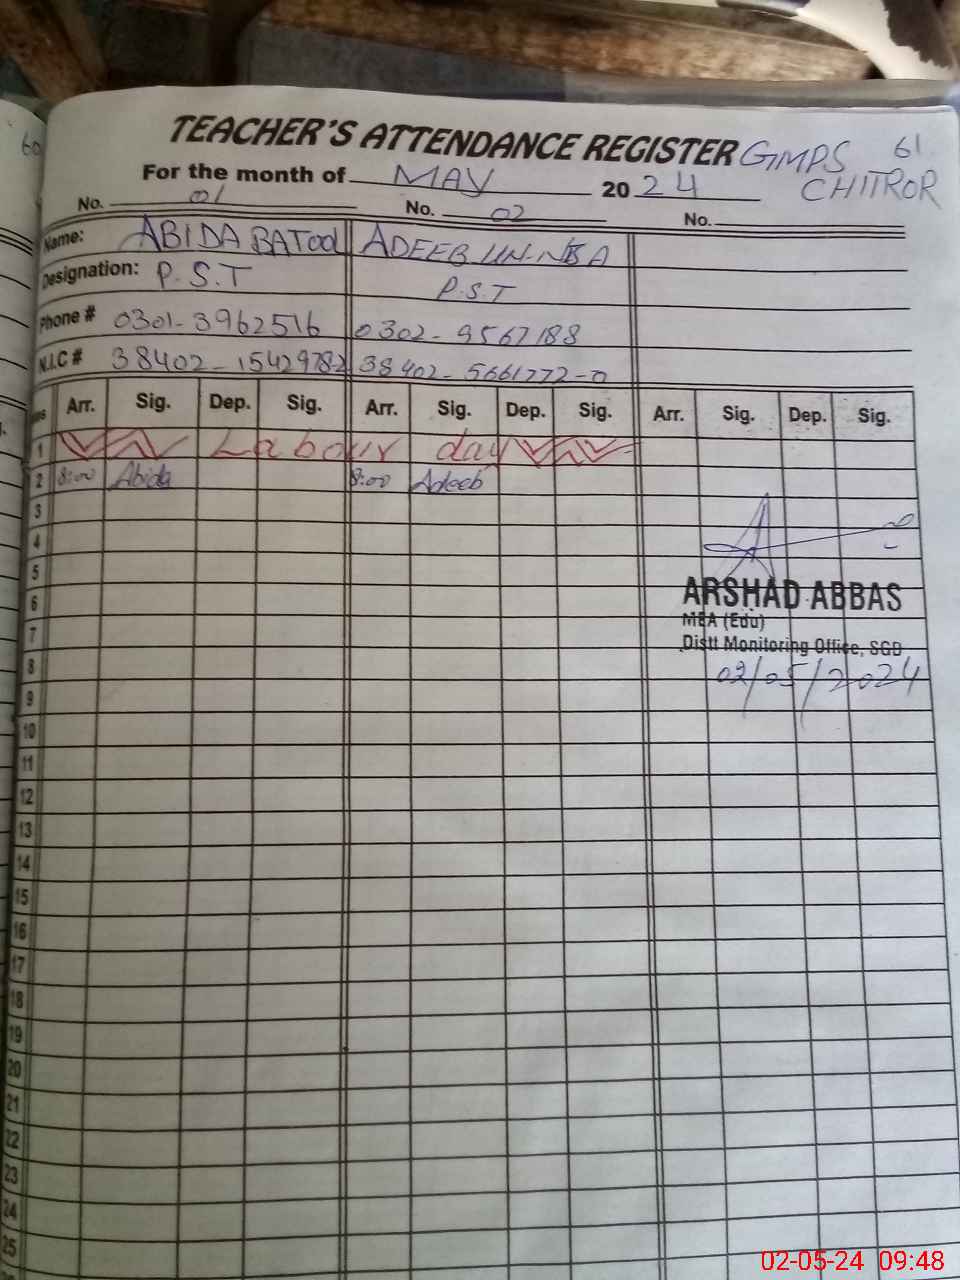 60
TEACHER'S ATTENDANCE REGISTER GMPS 61
For the month of MAY 20 24 CHITROR
No. 01 No. 02 No.
Name: ABIDA BATOOL ADEEB UN-NISA
Designation: P.S.T P.S.T
Phone # 0301-3962516 0302-9567188
N.I.C # 38402-1542978-2 38402-5661772-0
Arr. Sig. Dep. Sig. Arr. Sig. Dep. Sig. Arr. Sig. Dep. Sig.
1 Labour day
2 8:00 Abida 8:00 Adeeb
3
4
5
6
ARSHAD ABBAS
7
MEA (Edu)
8
Distt Monitoring Office, SGD
02/05/2024
9
10
11
12
13
14
15
16
17
18
19
20
21
22
23
24
25
02-05-24 09:48